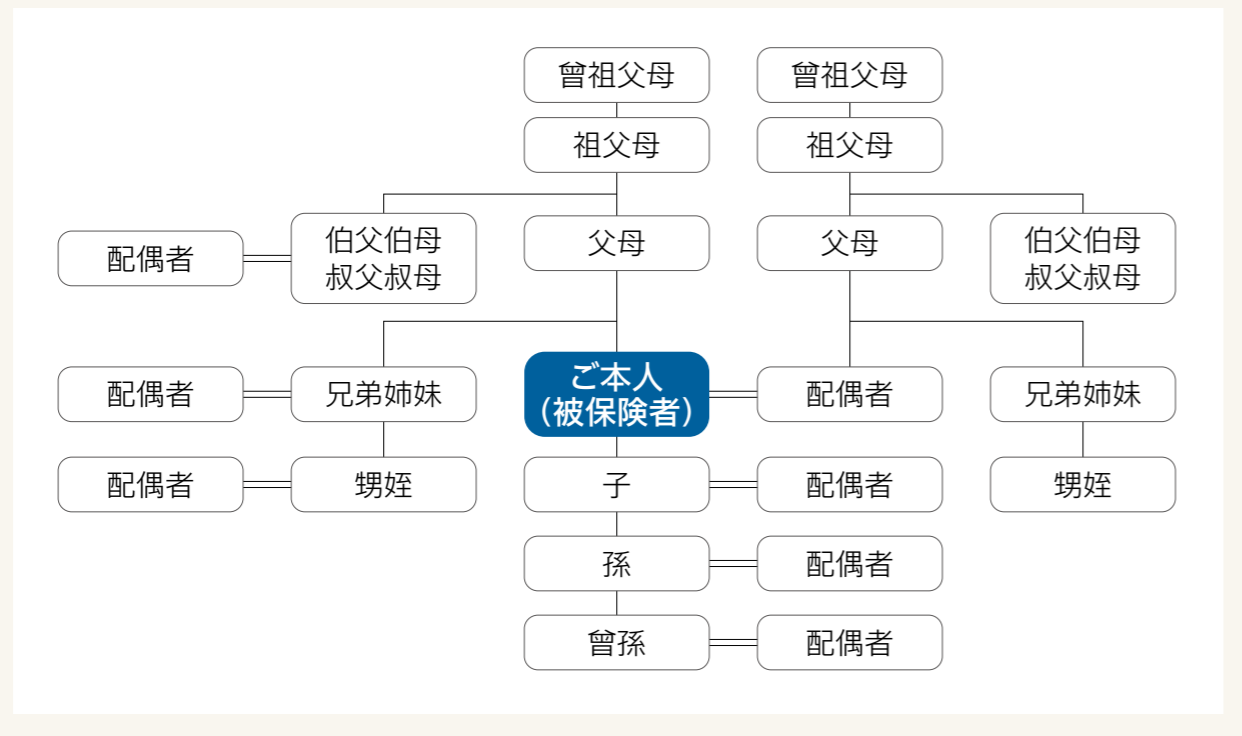 曾祖父母
曾祖父母
祖父母
祖父母
配偶者
伯父伯母
叔父叔母
父母
父母
伯父伯母
叔父叔母
配偶者
兄弟姉妹
ご本人
(被保険者)
配偶者
兄弟姉妹
配偶者
甥姪
子
配偶者
甥姪
孫
配偶者
曾孫
配偶者